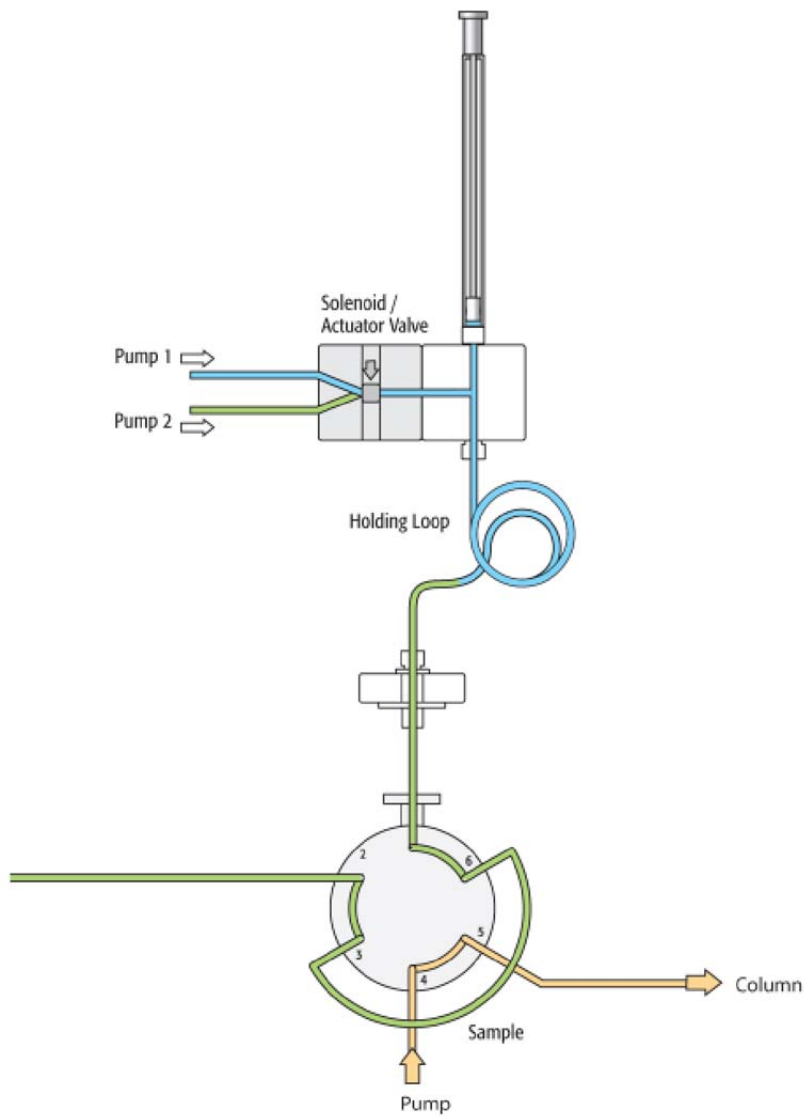 Solenoid /
Actuator Valve
Pump 1
Pump 2
Holding Loop
2
6
3
5
4
Column
Sample
Pump